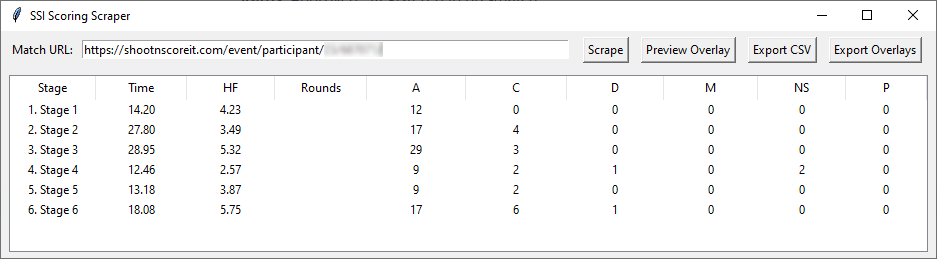 SSI Scoring Scraper
Match URL: https://shootnscoreit.com/event/participant/ Scrape Preview Overlay Export CSV Export Overlays
Stage Time HF Rounds A C D M NS P
1. Stage 1 14.20 4.23 12 0 0 0 0 0
2. Stage 2 27.80 3.49 17 4 0 0 0 0
3. Stage 3 28.95 5.32 29 3 0 0 0 0
4. Stage 4 12.46 2.57 9 2 1 0 2 0
5. Stage 5 13.18 3.87 9 2 0 0 0 0
6. Stage 6 18.08 5.75 17 6 1 0 0 0